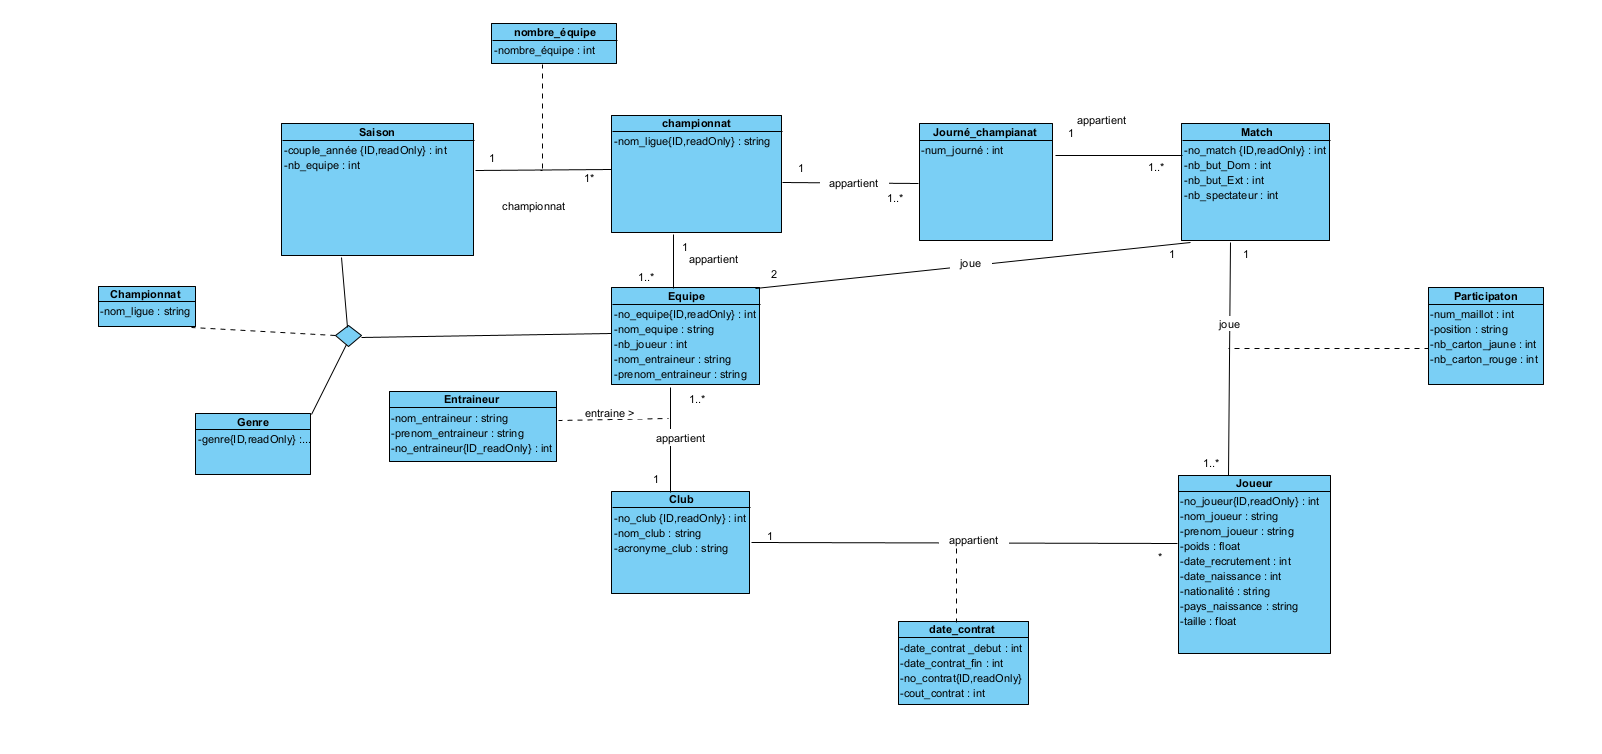 nombre_équipe
-nombre_équipe : int
Saison
-couple_année {ID,readOnly} : int
-nb_equipe : int
1
1*
championnat
championnat
-nom_ligue{ID,readOnly} : string
1
appartient
1..*
Journé_champianat
-num_journé : int
appartient
1
1..*
Match
-no_match {ID,readOnly} : int
-nb_but_Dom : int
-nb_but_Ext : int
-nb_spectateur : int
1
appartient
1..*
2
joue
1
1
Championnat
-nom_ligue : string
Equipe
-no_equipe{ID,readOnly} : int
-nom_equipe : string
-nb_joueur : int
-nom_entraineur : string
-prenom_entraineur : string
joue
Participaton
-num_maillot : int
-position : string
-nb_carton_jaune : int
-nb_carton_rouge : int
Genre
-genre{ID,readOnly} :...
Entraineur
-nom_entraineur : string
-prenom_entraineur : string
-no_entraineur{ID_readOnly} : int
entraine >
1..*
appartient
1
1..*
Club
-no_club {ID,readOnly} : int
-nom_club : string
-acronyme_club : string
1
appartient
*
Joueur
-no_joueur{ID,readOnly} : int
-nom_joueur : string
-prenom_joueur : string
-poids : float
-date_recrutement : int
-date_naissance : int
-nationalité : string
-pays_naissance : string
-taille : float
date_contrat
-date_contrat _debut : int
-date_contrat_fin : int
-no_contrat{ID,readOnly}
-cout_contrat : int